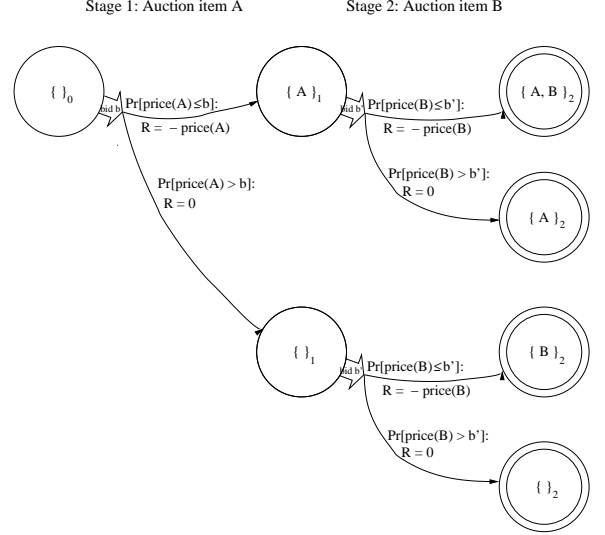 Stage 1: Auction item A
Stage 2: Auction item B
{ }0
bid b
Pr[price(A)≤b]:
R = − price(A)
{ A }1
bid b'
Pr[price(B)≤b']:
R = − price(B)
{ A, B }2
Pr[price(B) > b']:
R = 0
{ A }2
Pr[price(A) > b]:
R = 0
{ }1
bid b'
Pr[price(B)≤b']:
R = − price(B)
{ B }2
Pr[price(B) > b']:
R = 0
{ }2